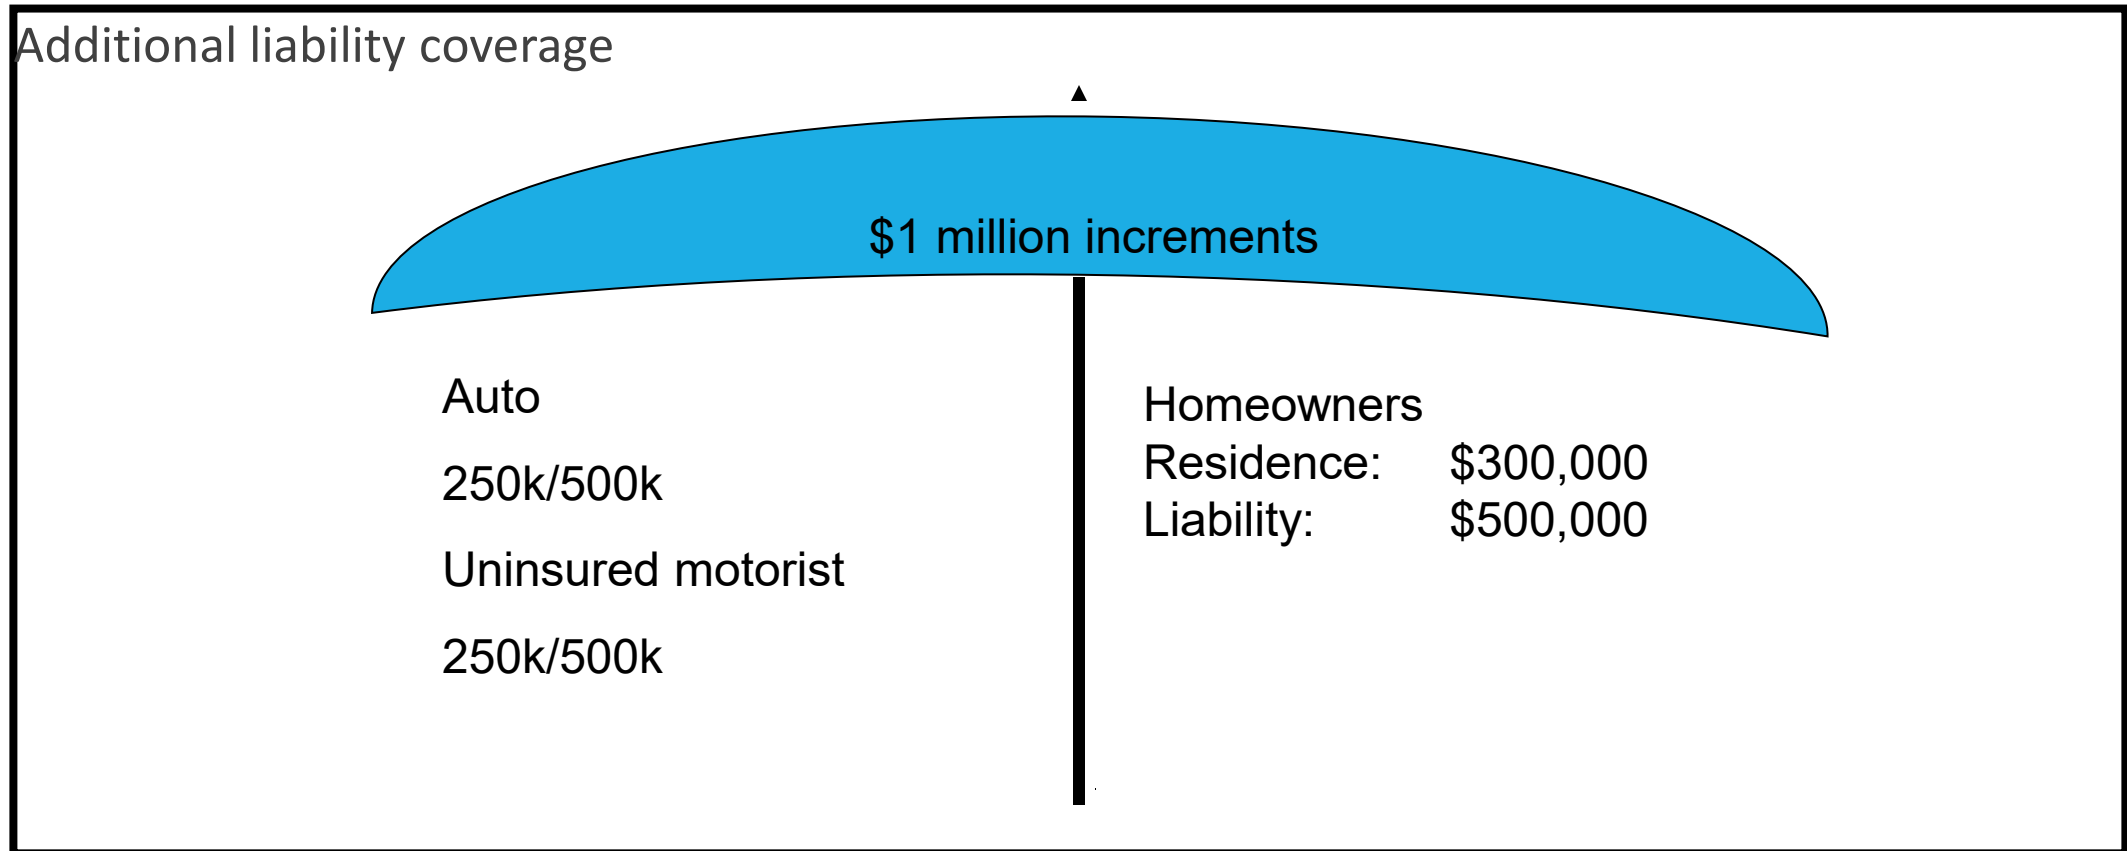 Additional liability coverage
$1 million increments
Auto
250k/500k
Uninsured motorist
250k/500k
Homeowners
Residence: $300,000
Liability: $500,000